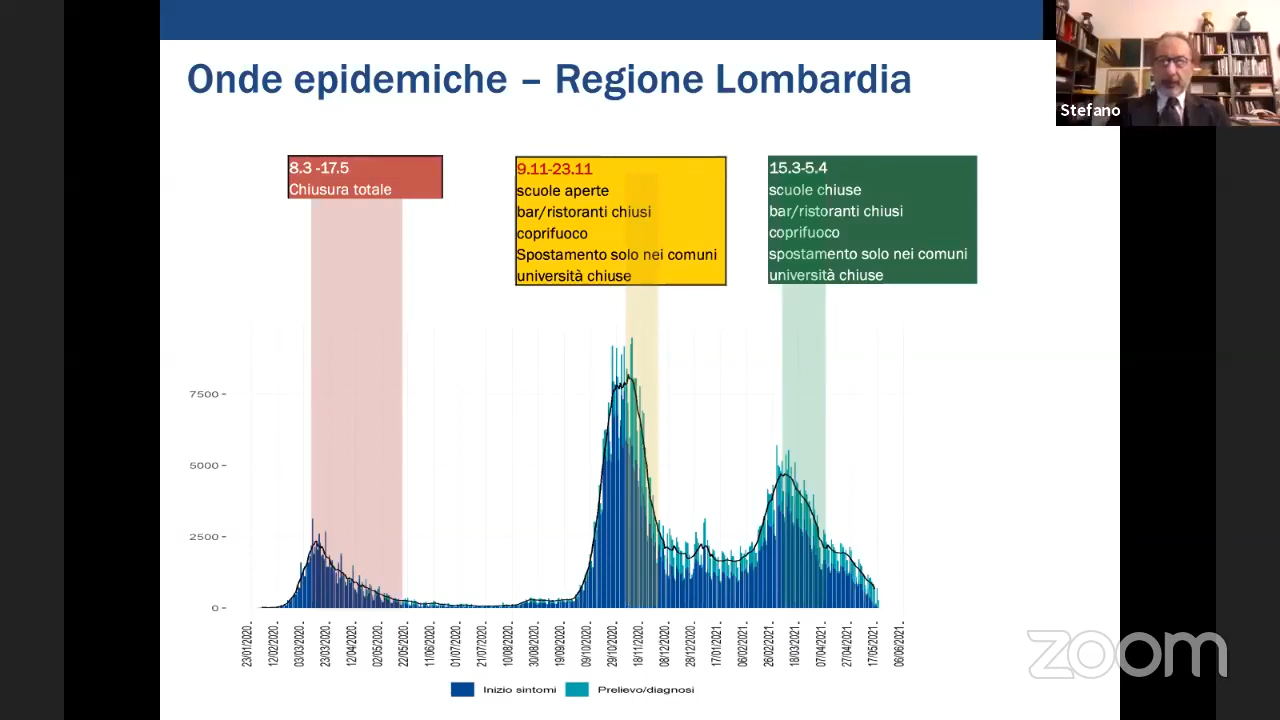 Onde epidemiche – Regione Lombardia
Stefano
8.3 -17.5
Chiusura totale
9.11-23.11
scuole aperte
bar/ristoranti chiusi
coprifuoco
Spostamento solo nei comuni
università chiuse
15.3-5.4
scuole chiuse
bar/ristoranti chiusi
coprifuoco
spostamento solo nei comuni
università chiuse
7500
5000
2500
0
23/01/2020.
12/02/2020.
03/03/2020.
23/03/2020.
12/04/2020.
02/05/2020.
22/05/2020.
11/06/2020.
01/07/2020.
21/07/2020.
10/08/2020.
30/08/2020.
19/09/2020.
09/10/2020.
29/10/2020.
18/11/2020.
08/12/2020.
28/12/2020.
17/01/2021.
06/02/2021.
26/02/2021.
18/03/2021.
07/04/2021.
27/04/2021.
17/05/2021.
06/06/2021.
Inizio sintomi
Prelievo/diagnosi
zoom